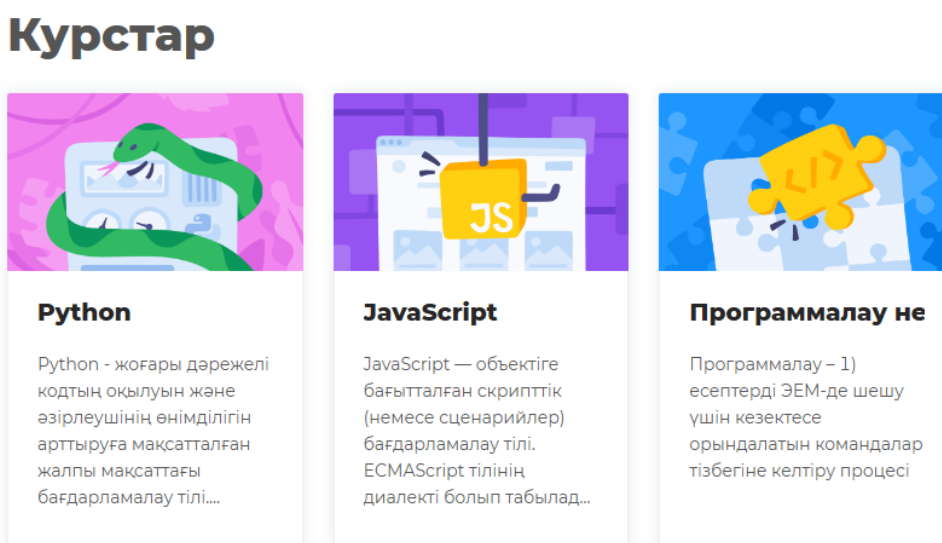 Курстар
JS
</>
Python
Python - жоғары дәрежелі
кодтың оқылуын және
әзірлеушінің өнімділігін
арттыруға мақсатталған
жалпы мақсаттағы
бағдарламалау тілі....
JavaScript
JavaScript — объектіге
бағытталған скрипттік
(немесе сценарийлер)
бағдарламалау тілі.
ECMAScript тілінің
диалекті болып табылад...
Программалау не
Программалау – 1)
есептерді ЭЕМ-де шешу
үшін кезектесе
орындалатын командалар
тізбегіне келтіру процесі